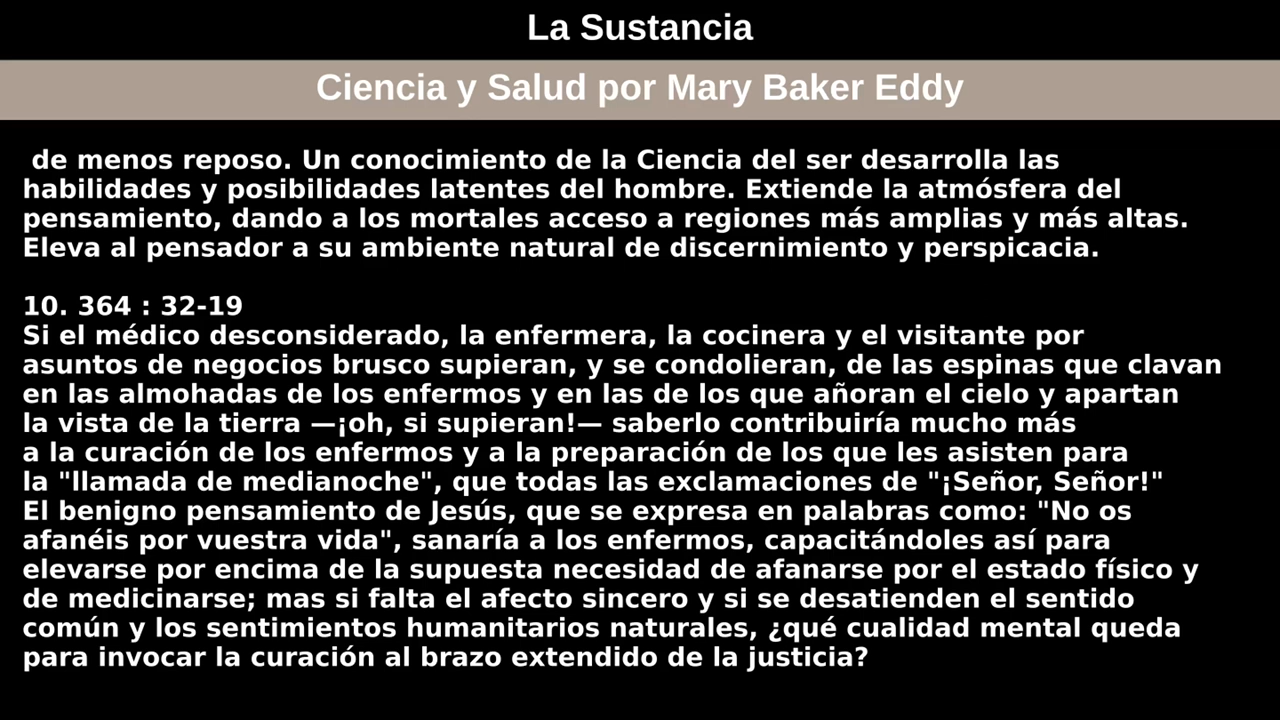 La Sustancia
Ciencia y Salud por Mary Baker Eddy
de menos reposo. Un conocimiento de la Ciencia del ser desarrolla las
habilidades y posibilidades latentes del hombre. Extiende la atmósfera del
pensamiento, dando a los mortales acceso a regiones más amplias y más altas.
Eleva al pensador a su ambiente natural de discernimiento y perspicacia.
10. 364 : 32-19
Si el médico desconsiderado, la enfermera, la cocinera y el visitante por
asuntos de negocios brusco supieran, y se condolieran, de las espinas que clavan
en las almohadas de los enfermos y en las de los que añoran el cielo y apartan
la vista de la tierra —¡oh, si supieran!— saberlo contribuiría mucho más
a la curación de los enfermos y a la preparación de los que les asisten para
la "llamada de medianoche", que todas las exclamaciones de "¡Señor, Señor!"
El benigno pensamiento de Jesús, que se expresa en palabras como: "No os
afanéis por vuestra vida", sanaría a los enfermos, capacitándoles así para
elevarse por encima de la supuesta necesidad de afanarse por el estado físico y
de medicinarse; mas si falta el afecto sincero y si se desatienden el sentido
común y los sentimientos humanitarios naturales, ¿qué cualidad mental queda
para invocar la curación al brazo extendido de la justicia?